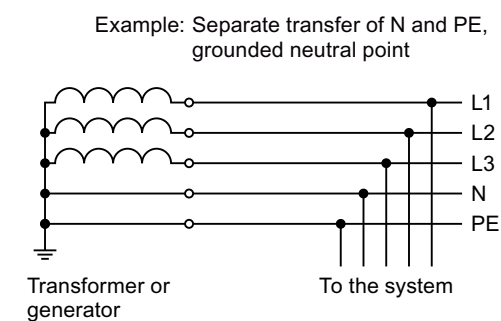 Example: Separate transfer of N and PE,
grounded neutral point
L1
L2
L3
N
PE
Transformer or
generator
To the system